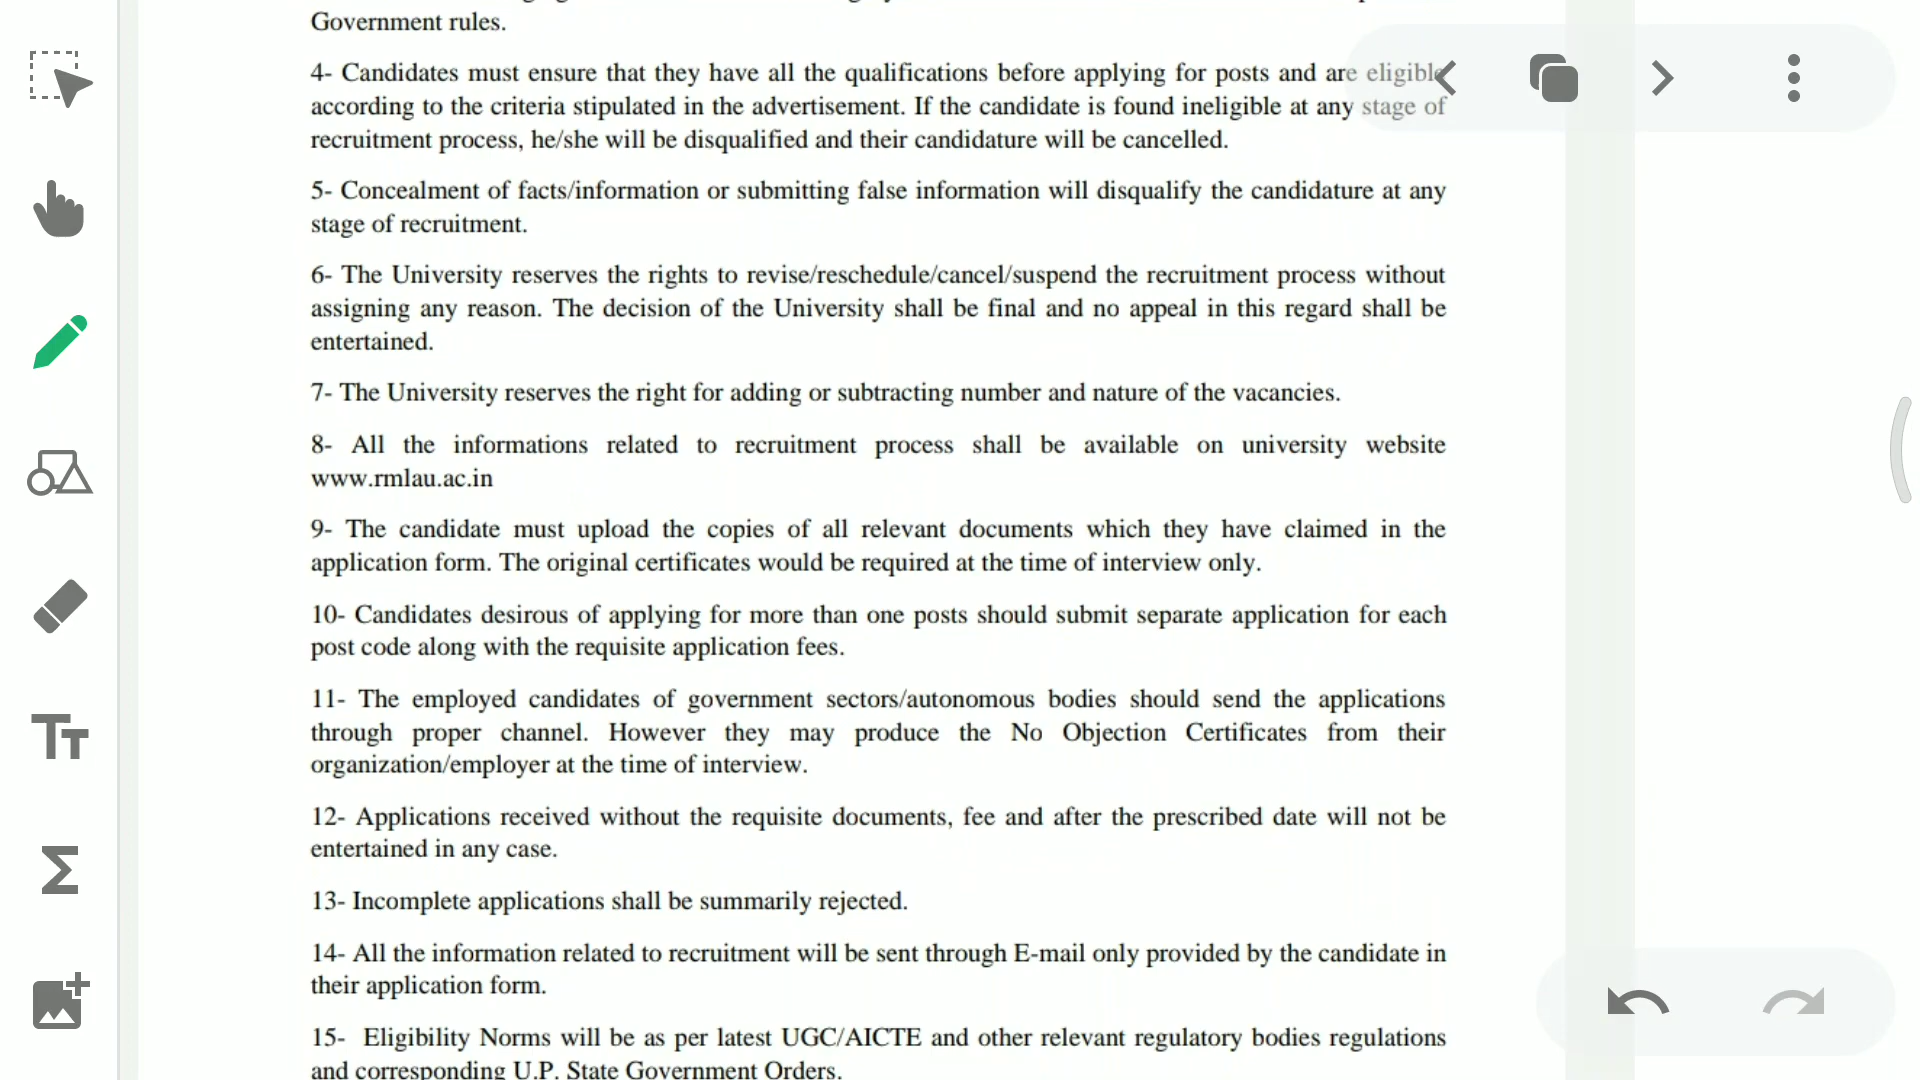 Government rules.
4- Candidates must ensure that they have all the qualifications before applying for posts and are eligible
according to the criteria stipulated in the advertisement. If the candidate is found ineligible at any stage of
recruitment process, he/she will be disqualified and their candidature will be cancelled.
5- Concealment of facts/information or submitting false information will disqualify the candidature at any
stage of recruitment.
6- The University reserves the rights to revise/reschedule/cancel/suspend the recruitment process without
assigning any reason. The decision of the University shall be final and no appeal in this regard shall be
entertained.
7- The University reserves the right for adding or subtracting number and nature of the vacancies.
8- All the informations related to recruitment process shall be available on university website
www.rmlau.ac.in
9- The candidate must upload the copies of all relevant documents which they have claimed in the
application form. The original certificates would be required at the time of interview only.
10- Candidates desirous of applying for more than one posts should submit separate application for each
post code along with the requisite application fees.
11- The employed candidates of government sectors/autonomous bodies should send the applications
through proper channel. However they may produce the No Objection Certificates from their
organization/employer at the time of interview.
12- Applications received without the requisite documents, fee and after the prescribed date will not be
entertained in any case.
13- Incomplete applications shall be summarily rejected.
14- All the information related to recruitment will be sent through E-mail only provided by the candidate in
their application form.
15- Eligibility Norms will be as per latest UGC/AICTE and other relevant regulatory bodies regulations
and corresponding U.P. State Government Orders.
Tт
Σ